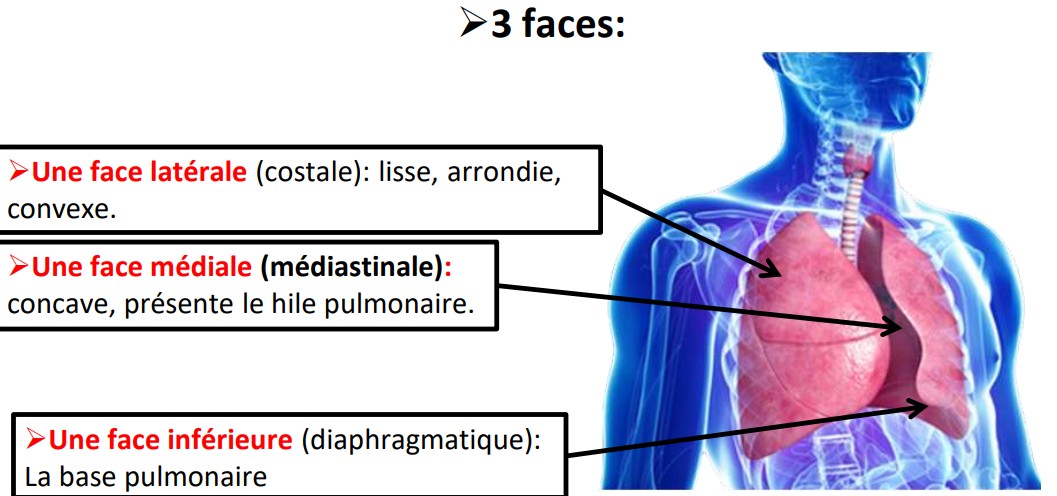 ➢3 faces:
➢Une face latérale (costale): lisse, arrondie,
convexe.
➢Une face médiale (médiastinale):
concave, présente le hile pulmonaire.
➢Une face inférieure (diaphragmatique):
La base pulmonaire